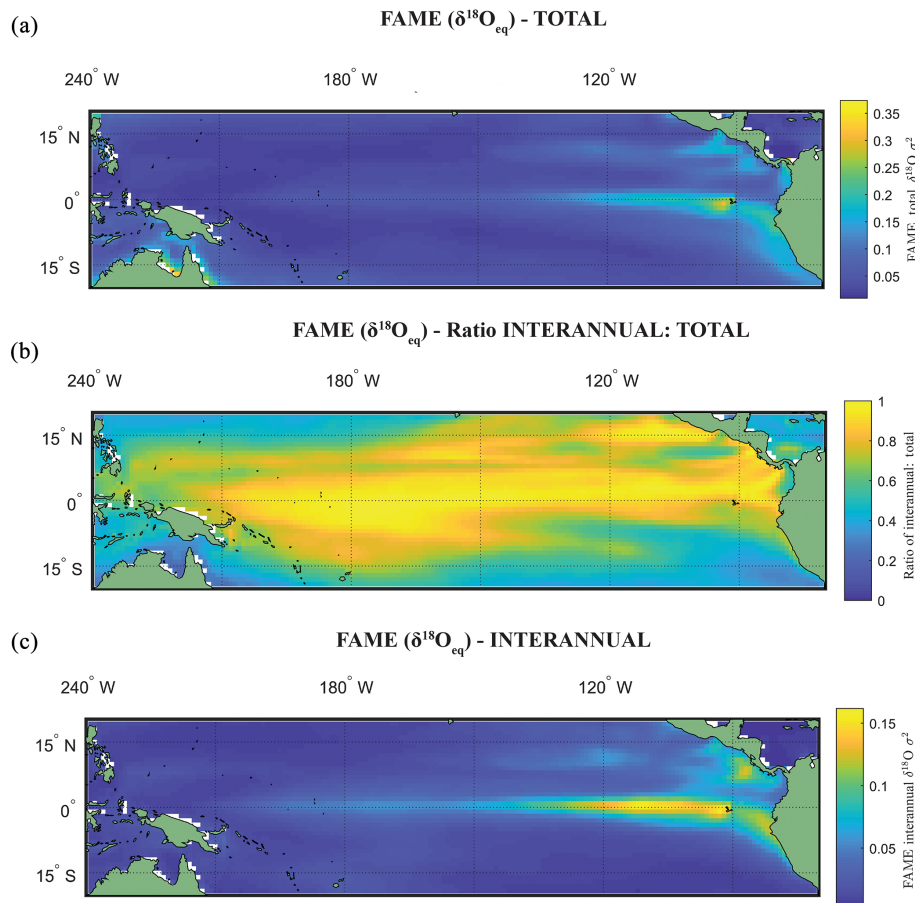 (a)
FAME (δ¹⁸Oeq) - TOTAL
240° W
180° W
120° W
15° N
0°
15° S
0.35
0.3
0.25
0.2
0.15
0.1
0.05
FAME total δ¹⁸O σ²
(b)
FAME (δ¹⁸Oeq) - Ratio INTERANNUAL: TOTAL
240° W
180° W
120° W
15° N
0°
15° S
1
0.8
0.6
0.4
0.2
0
Ratio of interannual: total
(c)
FAME (δ¹⁸Oeq) - INTERANNUAL
240° W
180° W
120° W
15° N
0°
15° S
0.15
0.1
0.05
FAME interannual δ¹⁸O σ²